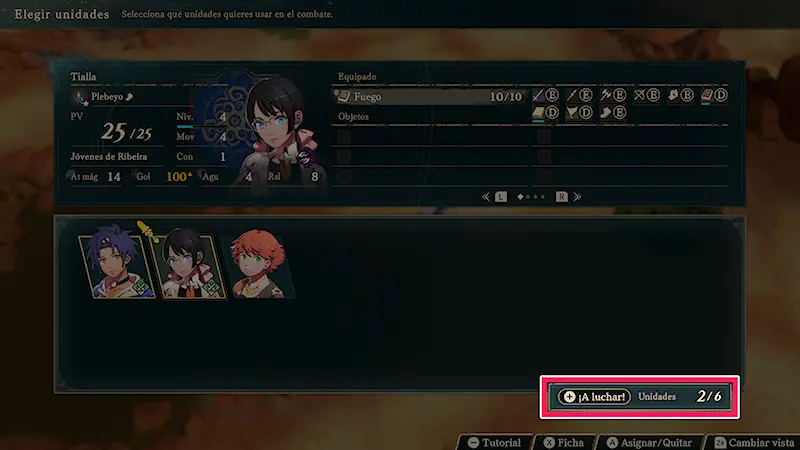 Elegir unidades Selecciona qué unidades quieres usar en el combate.
Tialla
Plebeyo
PV 25/25
Niv. 4
Mov 4
Jóvenes de Ribeira
Con 1
At mág 14 Gol 100 Agu 4 Rsl 8
Equipado
Fuego 10/10
E E E E E D
D D E
Objetos
L R
+ ¡A luchar! Unidades 2/6
Tutorial X Ficha A Asignar/Quitar ZR Cambiar vista